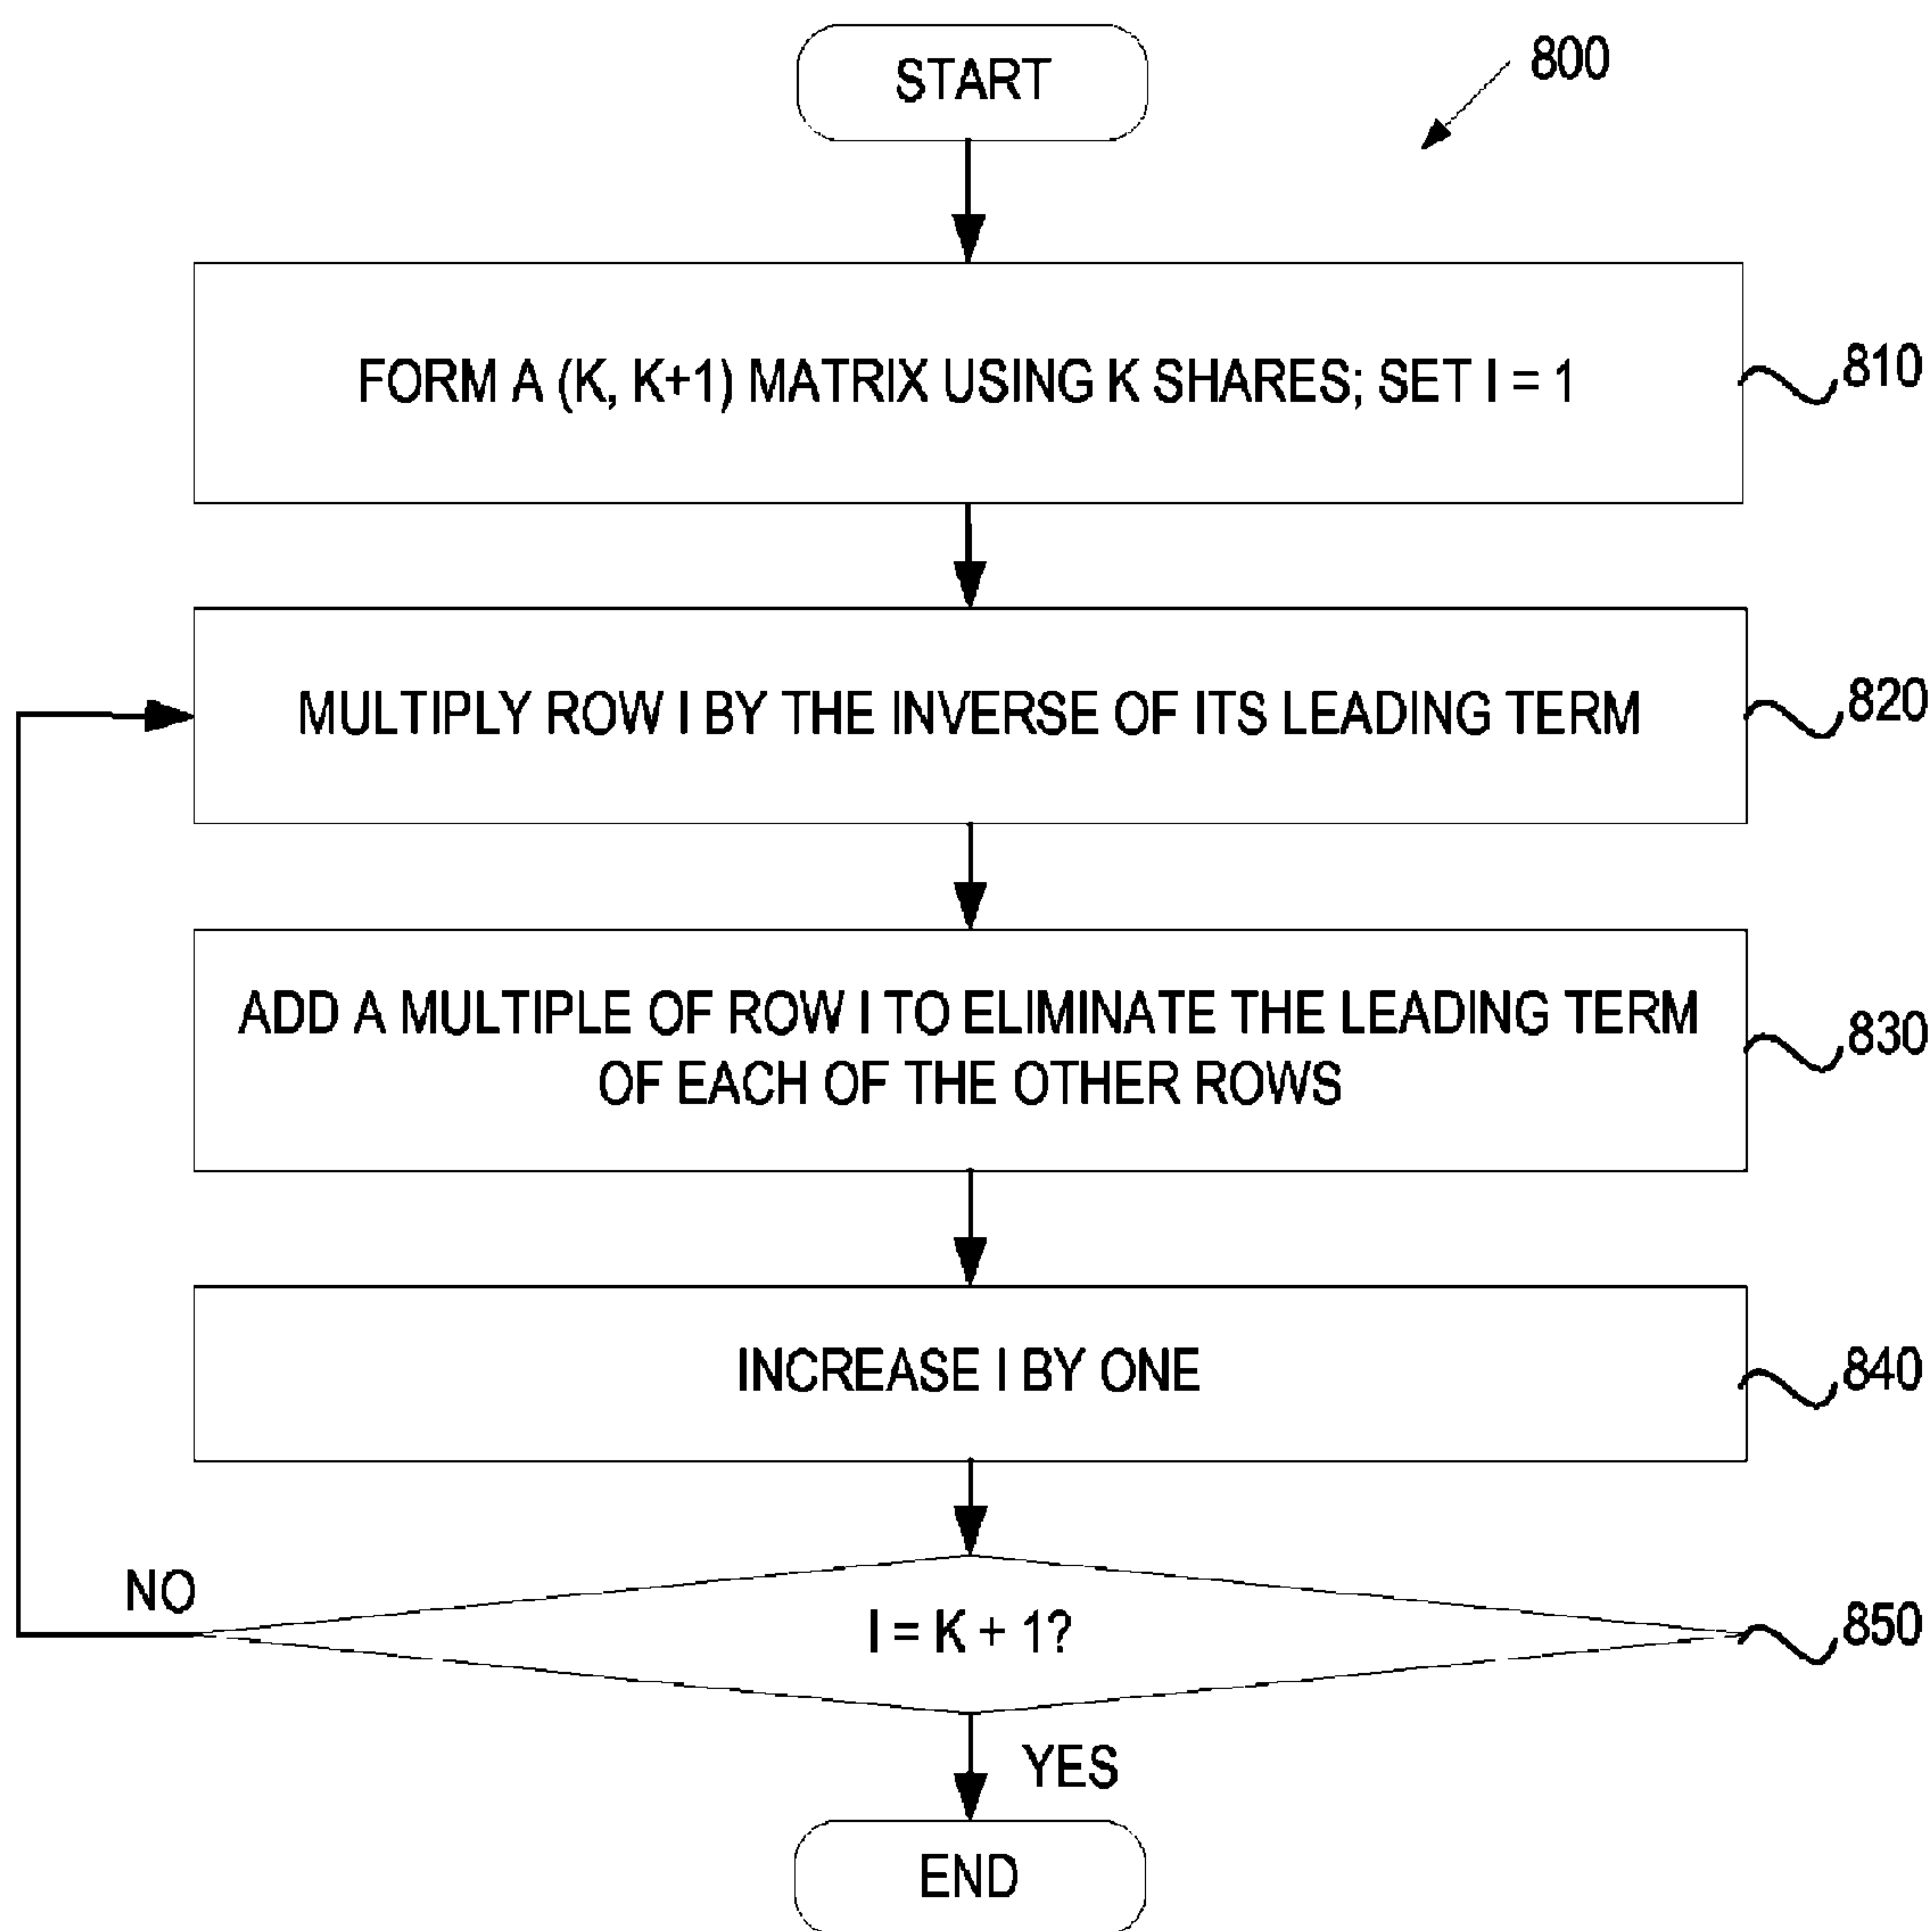 START
800
FORM A (K, K+1) MATRIX USING K SHARES; SET I = 1
810
MULTIPLY ROW I BY THE INVERSE OF ITS LEADING TERM
820
ADD A MULTIPLE OF ROW I TO ELIMINATE THE LEADING TERM
OF EACH OF THE OTHER ROWS
830
INCREASE I BY ONE
840
NO
I = K + 1?
850
YES
END